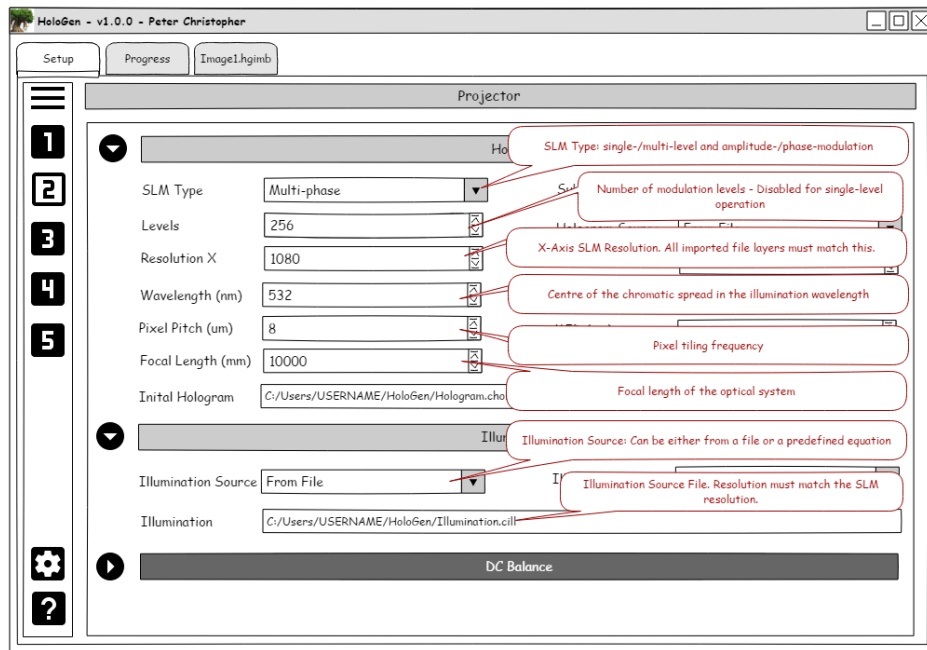 HoloGen - v1.0.0 - Peter Christopher
Setup
Progress
Image1.hgimb
Projector
1
2
3
4
5
?
SLM Type: single-/multi-level and amplitude-/phase-modulation
SLM Type
Multi-phase
Number of modulation levels - Disabled for single-level
operation
Levels
256
X-Axis SLM Resolution. All imported file layers must match this.
Resolution X
1080
Centre of the chromatic spread in the illumination wavelength
Wavelength (nm)
532
Pixel Pitch (um)
8
Pixel tiling frequency
Focal Length (mm)
10000
Focal length of the optical system
Inital Hologram
C:/Users/USERNAME/HoloGen/Hologram.cho
Illumination Source: Can be either from a file or a predefined equation
Illumination Source
From File
Illumination Source File. Resolution must match the SLM
resolution.
Illumination
C:/Users/USERNAME/HoloGen/Illumination.cill
DC Balance